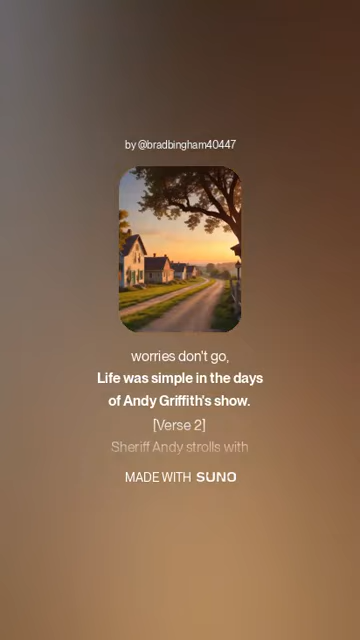 by @bradbingham40447
worries don't go,
Life was simple in the days
of Andy Griffith's show.
[Verse 2]
Sheriff Andy strolls with
MADE WITH SUNO